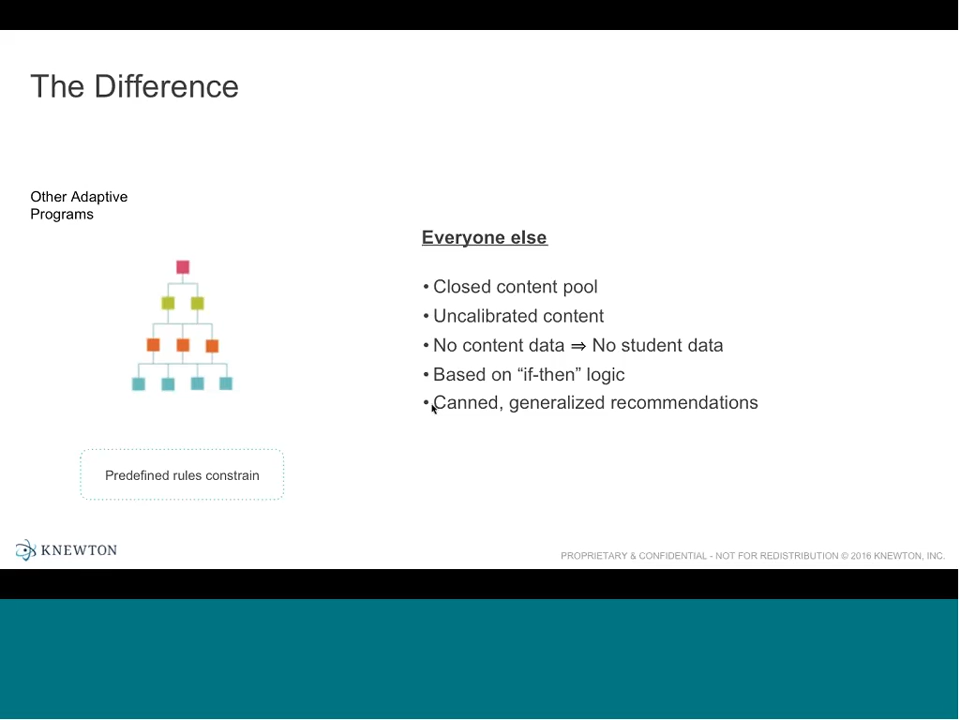 The Difference
Other Adaptive
Programs
Everyone else
• Closed content pool
• Uncalibrated content
• No content data ⇒ No student data
• Based on “if-then” logic
• Canned, generalized recommendations
Predefined rules constrain
KNEWTON
PROPRIETARY & CONFIDENTIAL - NOT FOR REDISTRIBUTION © 2016 KNEWTON, INC.